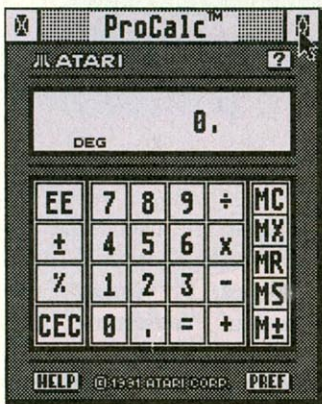 ProCalc™
ATARI ?
0.
DEG
EE 7 8 9 ÷ MC
± 4 5 6 x MX
MR
% 1 2 3 -
MS
CEC 0 . = + M±
HELP ©1991 ATARI CORP. PREF